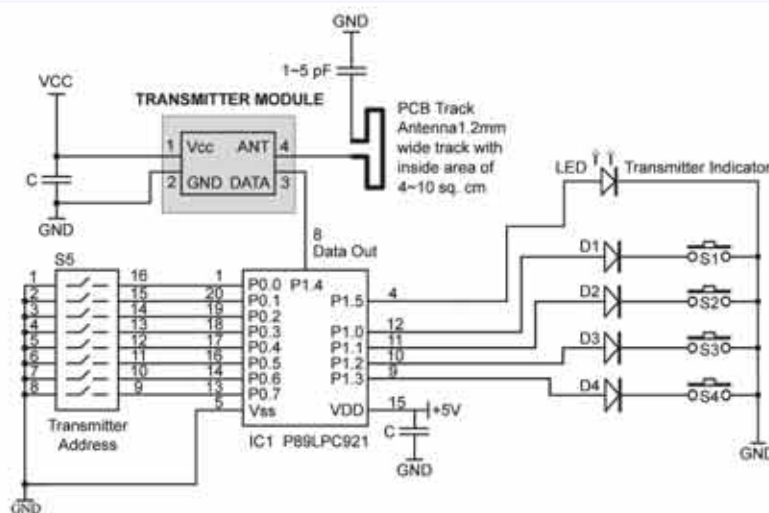 GND
1~5 pF
VCC
TRANSMITTER MODULE
PCB Track
Antenna1.2mm
wide track with
inside area of
4~10 sq. cm
1 Vcc ANT 4
2 GND DATA 3
C
GND
LED
Transmitter Indicator
8
Data Out
S5
1 16 1 P0.0 P1.4
2 15 20 P0.1 P1.5 4
3 14 19 P0.2
4 13 18 P0.3 P1.0 12
5 12 17 P0.4 P1.1 11
6 11 16 P0.5 P1.2 10
7 10 14 P0.6 P1.3 9
8 9 13 P0.7
5 Vss VDD 15 +5V
D1 S1
D2 S2
D3 S3
D4 S4
Transmitter
Address
IC1 P89LPC921
C
GND
GND
GND